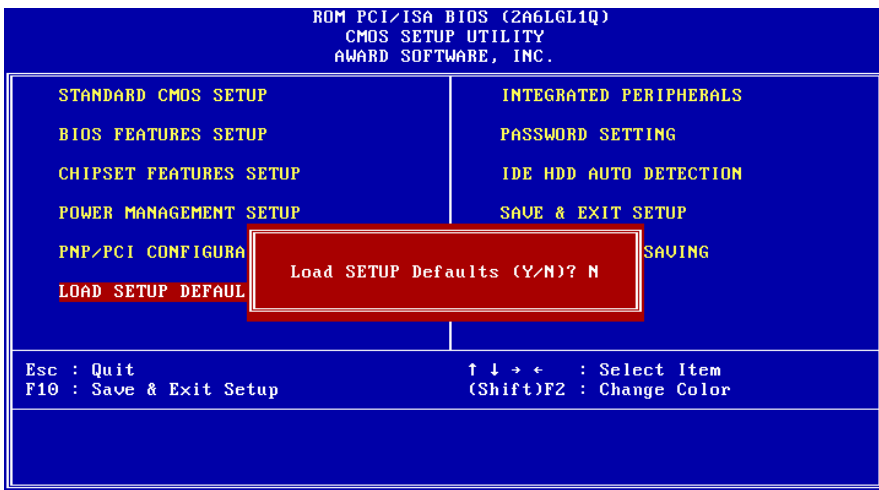 ROM PCI/ISA BIOS (2A6LGL1Q)
CMOS SETUP UTILITY
AWARD SOFTWARE, INC.
STANDARD CMOS SETUP
BIOS FEATURES SETUP
CHIPSET FEATURES SETUP
POWER MANAGEMENT SETUP
PNP/PCI
LOAD SETUP
INTEGRATED PERIPHERALS
PASSWORD SETTING
IDE HDD AUTO DETECTION
SAVE & EXIT SETUP
SAVING
Load SETUP Defaults (Y/N)? N
Esc : Quit
F10 : Save & Exit Setup
↑ ↓ → ← : Select Item
(Shift)F2 : Change Color